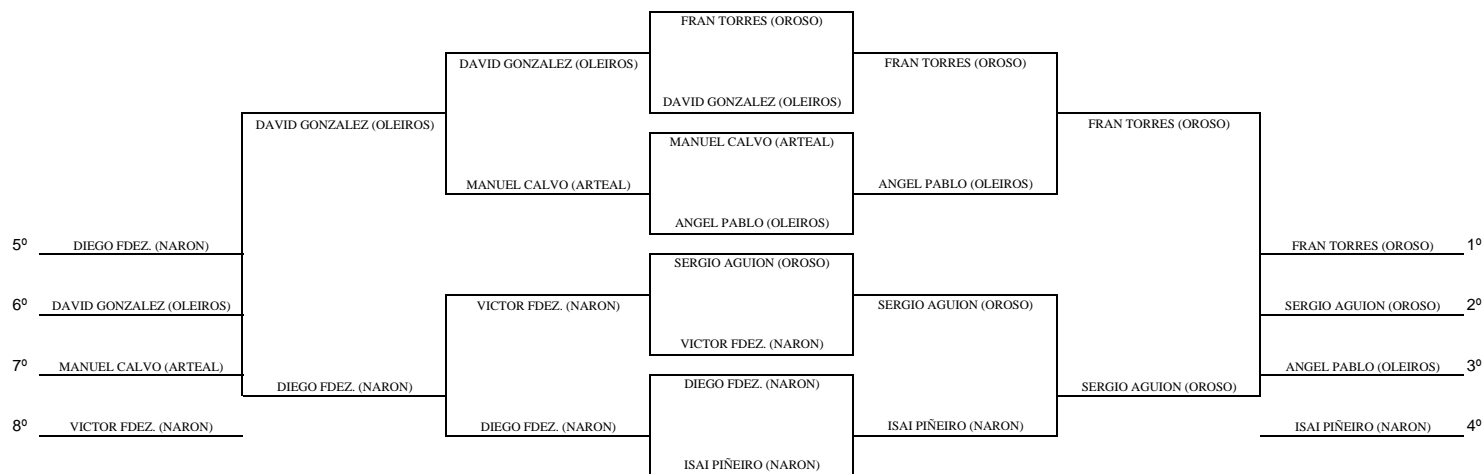 FRAN TORRES (OROSO)
DAVID GONZALEZ (OLEIROS)
FRAN TORRES (OROSO)
DAVID GONZALEZ (OLEIROS)
DAVID GONZALEZ (OLEIROS)
FRAN TORRES (OROSO)
MANUEL CALVO (ARTEAL)
MANUEL CALVO (ARTEAL)
ANGEL PABLO (OLEIROS)
ANGEL PABLO (OLEIROS)
5º DIEGO FDEZ. (NARON)
FRAN TORRES (OROSO) 1º
SERGIO AGUION (OROSO)
6º DAVID GONZALEZ (OLEIROS)
VICTOR FDEZ. (NARON)
SERGIO AGUION (OROSO)
SERGIO AGUION (OROSO) 2º
VICTOR FDEZ. (NARON)
7º MANUEL CALVO (ARTEAL)
ANGEL PABLO (OLEIROS) 3º
DIEGO FDEZ. (NARON)
DIEGO FDEZ. (NARON)
SERGIO AGUION (OROSO)
8º VICTOR FDEZ. (NARON)
DIEGO FDEZ. (NARON)
ISAI PIÑEIRO (NARON)
ISAI PIÑEIRO (NARON) 4º
ISAI PIÑEIRO (NARON)